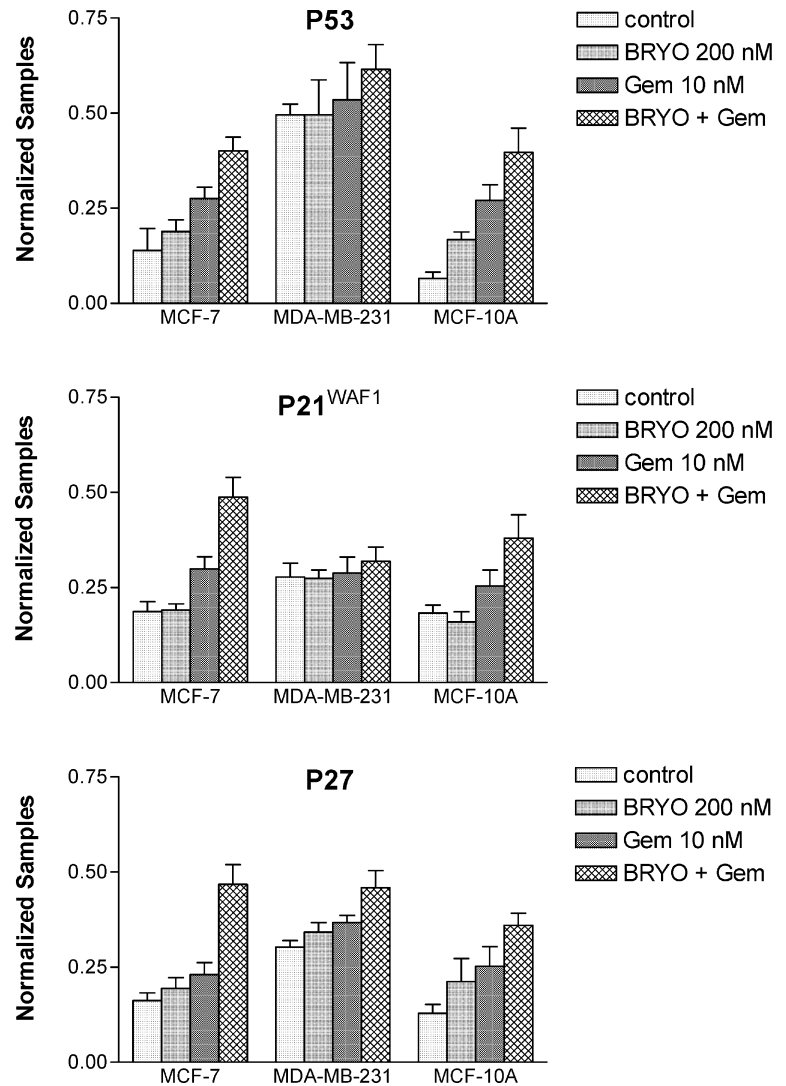 P53
Normalized Samples
0.75
0.50
0.25
0.00
MCF-7 MDA-MB-231 MCF-10A
control
BRYO 200 nM
Gem 10 nM
BRYO + Gem
P21 WAF1
Normalized Samples
0.75
0.50
0.25
0.00
MCF-7 MDA-MB-231 MCF-10A
control
BRYO 200 nM
Gem 10 nM
BRYO + Gem
P27
Normalized Samples
0.75
0.50
0.25
0.00
MCF-7 MDA-MB-231 MCF-10A
control
BRYO 200 nM
Gem 10 nM
BRYO + Gem